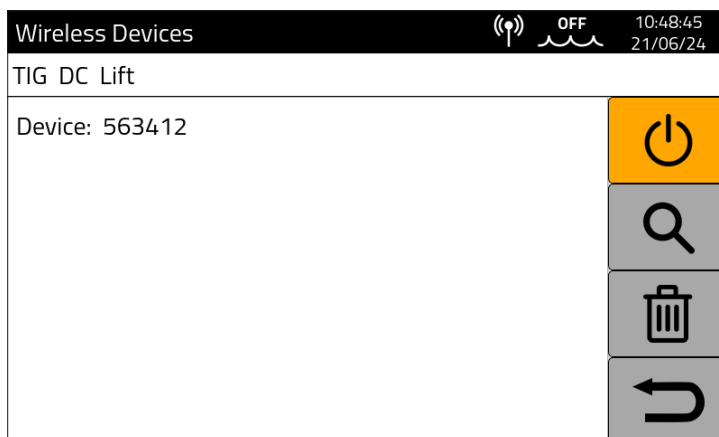 Wireless Devices
OFF
10:48:45
21/06/24
TIG DC Lift
Device: 563412